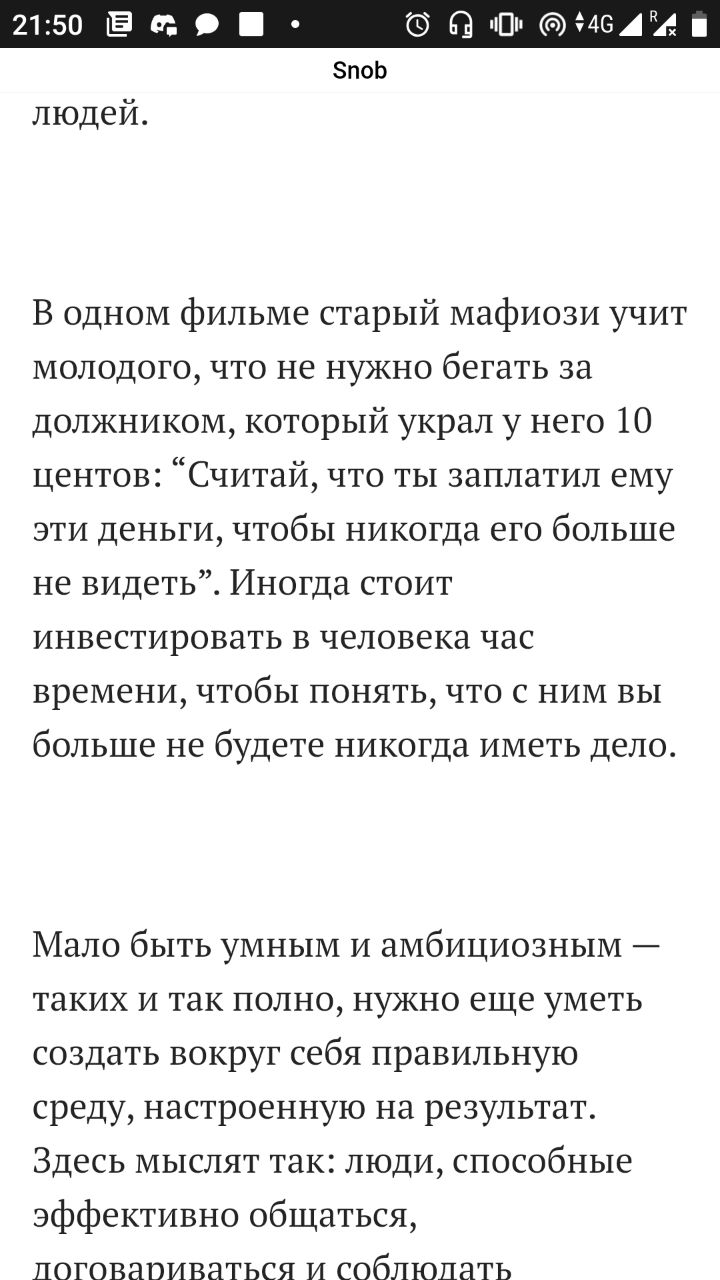 21:50
4G
R
Snob
людей.
В одном фильме старый мафиози учит
молодого, что не нужно бегать за
должником, который украл у него 10
центов: “Считай, что ты заплатил ему
эти деньги, чтобы никогда его больше
не видеть”. Иногда стоит
инвестировать в человека час
времени, чтобы понять, что с ним вы
больше не будете никогда иметь дело.
Мало быть умным и амбициозным —
таких и так полно, нужно еще уметь
создать вокруг себя правильную
среду, настроенную на результат.
Здесь мыслят так: люди, способные
эффективно общаться,
договариваться и соблюдать